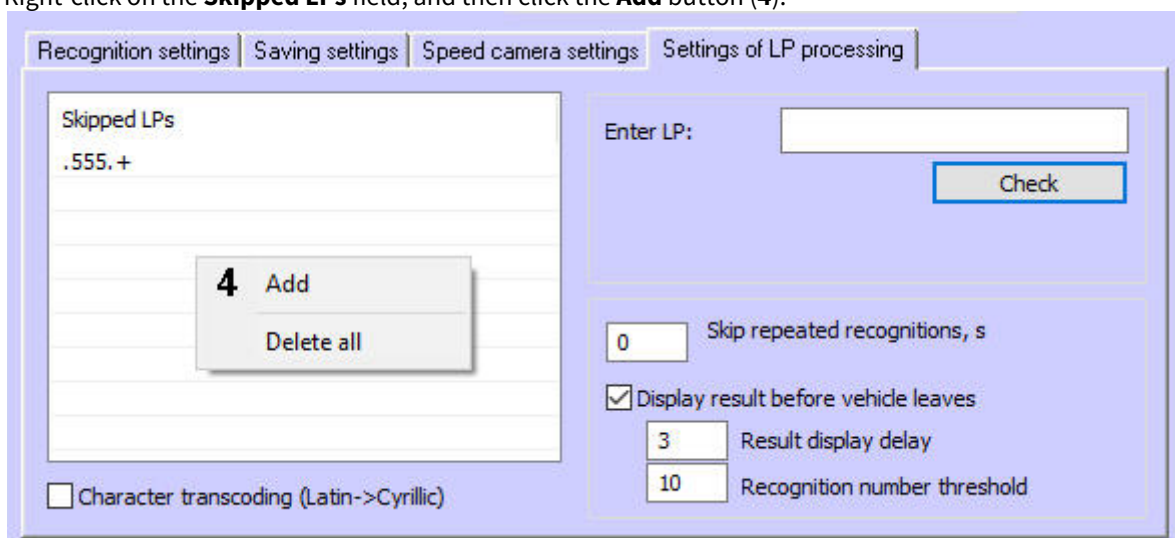 Right-click on the Skipped LPs field, and then click the Add button (4).
Recognition settings Saving settings Speed camera settings Settings of LP processing
Skipped LPs
.555.+
4 Add
Delete all
Character transcoding (Latin->Cyrillic)
Enter LP:
Check
0 Skip repeated recognitions, s
Display result before vehicle leaves
3 Result display delay
10 Recognition number threshold